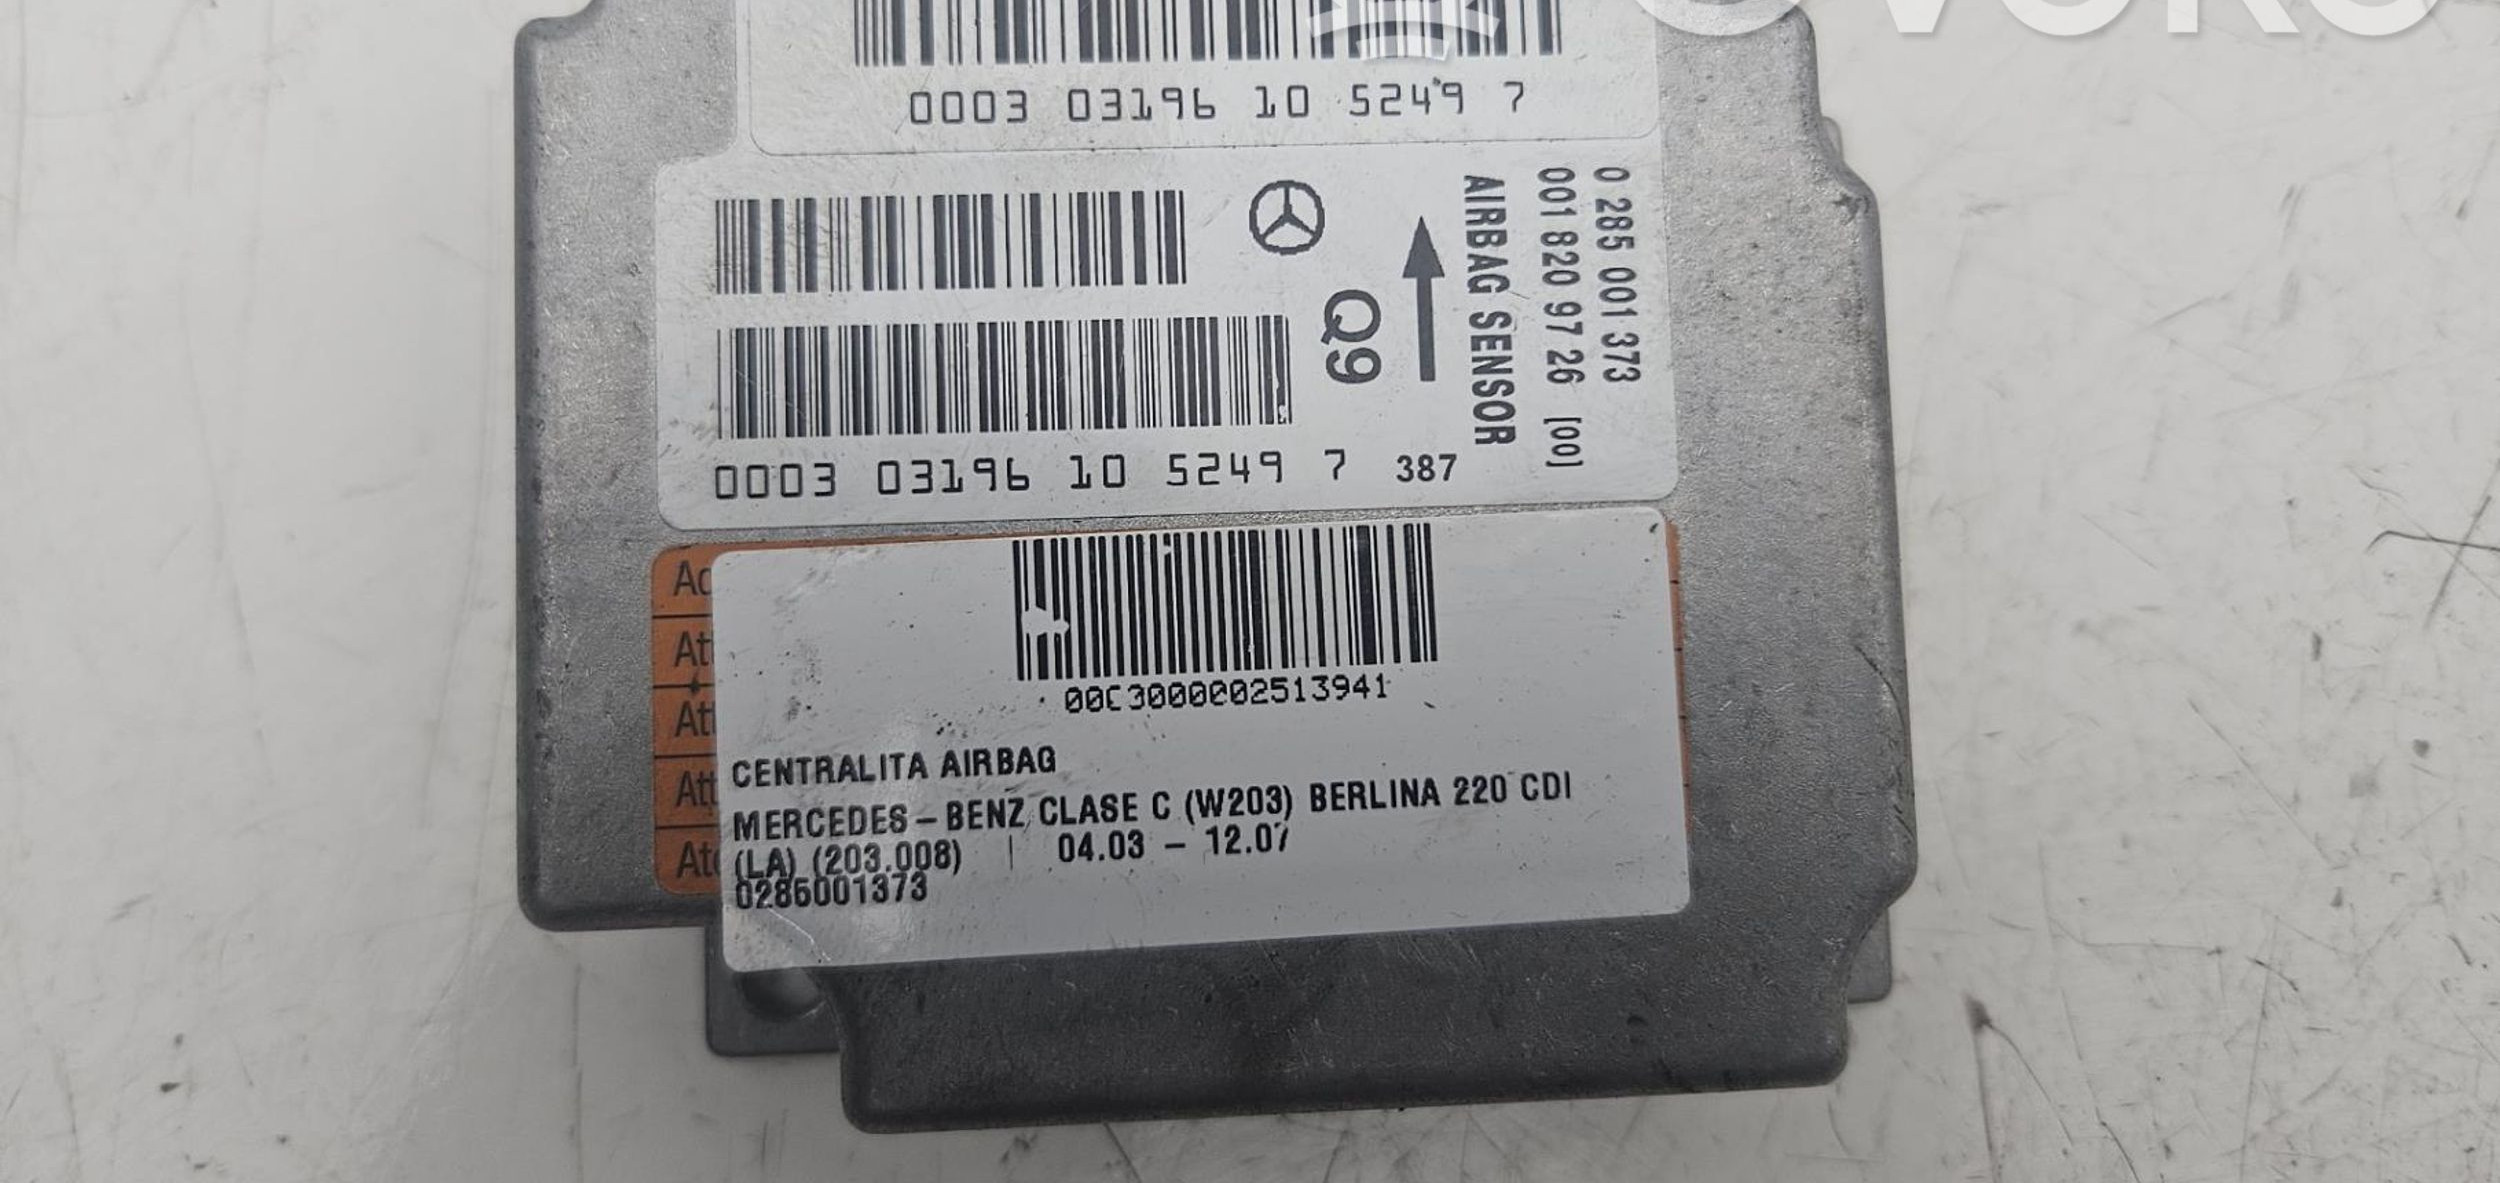 0003 03196 10 5249 7
0 285 001 373
001 820 97 26 [00]
AIRBAG SENSOR
Q9
0003 03196 10 5249 7 387
00C3000002513941
CENTRALITA AIRBAG
MERCEDES-BENZ CLASE C (W203) BERLINA 220 CDI
(LA) (203.008) | 04.03 - 12.07
0285001373